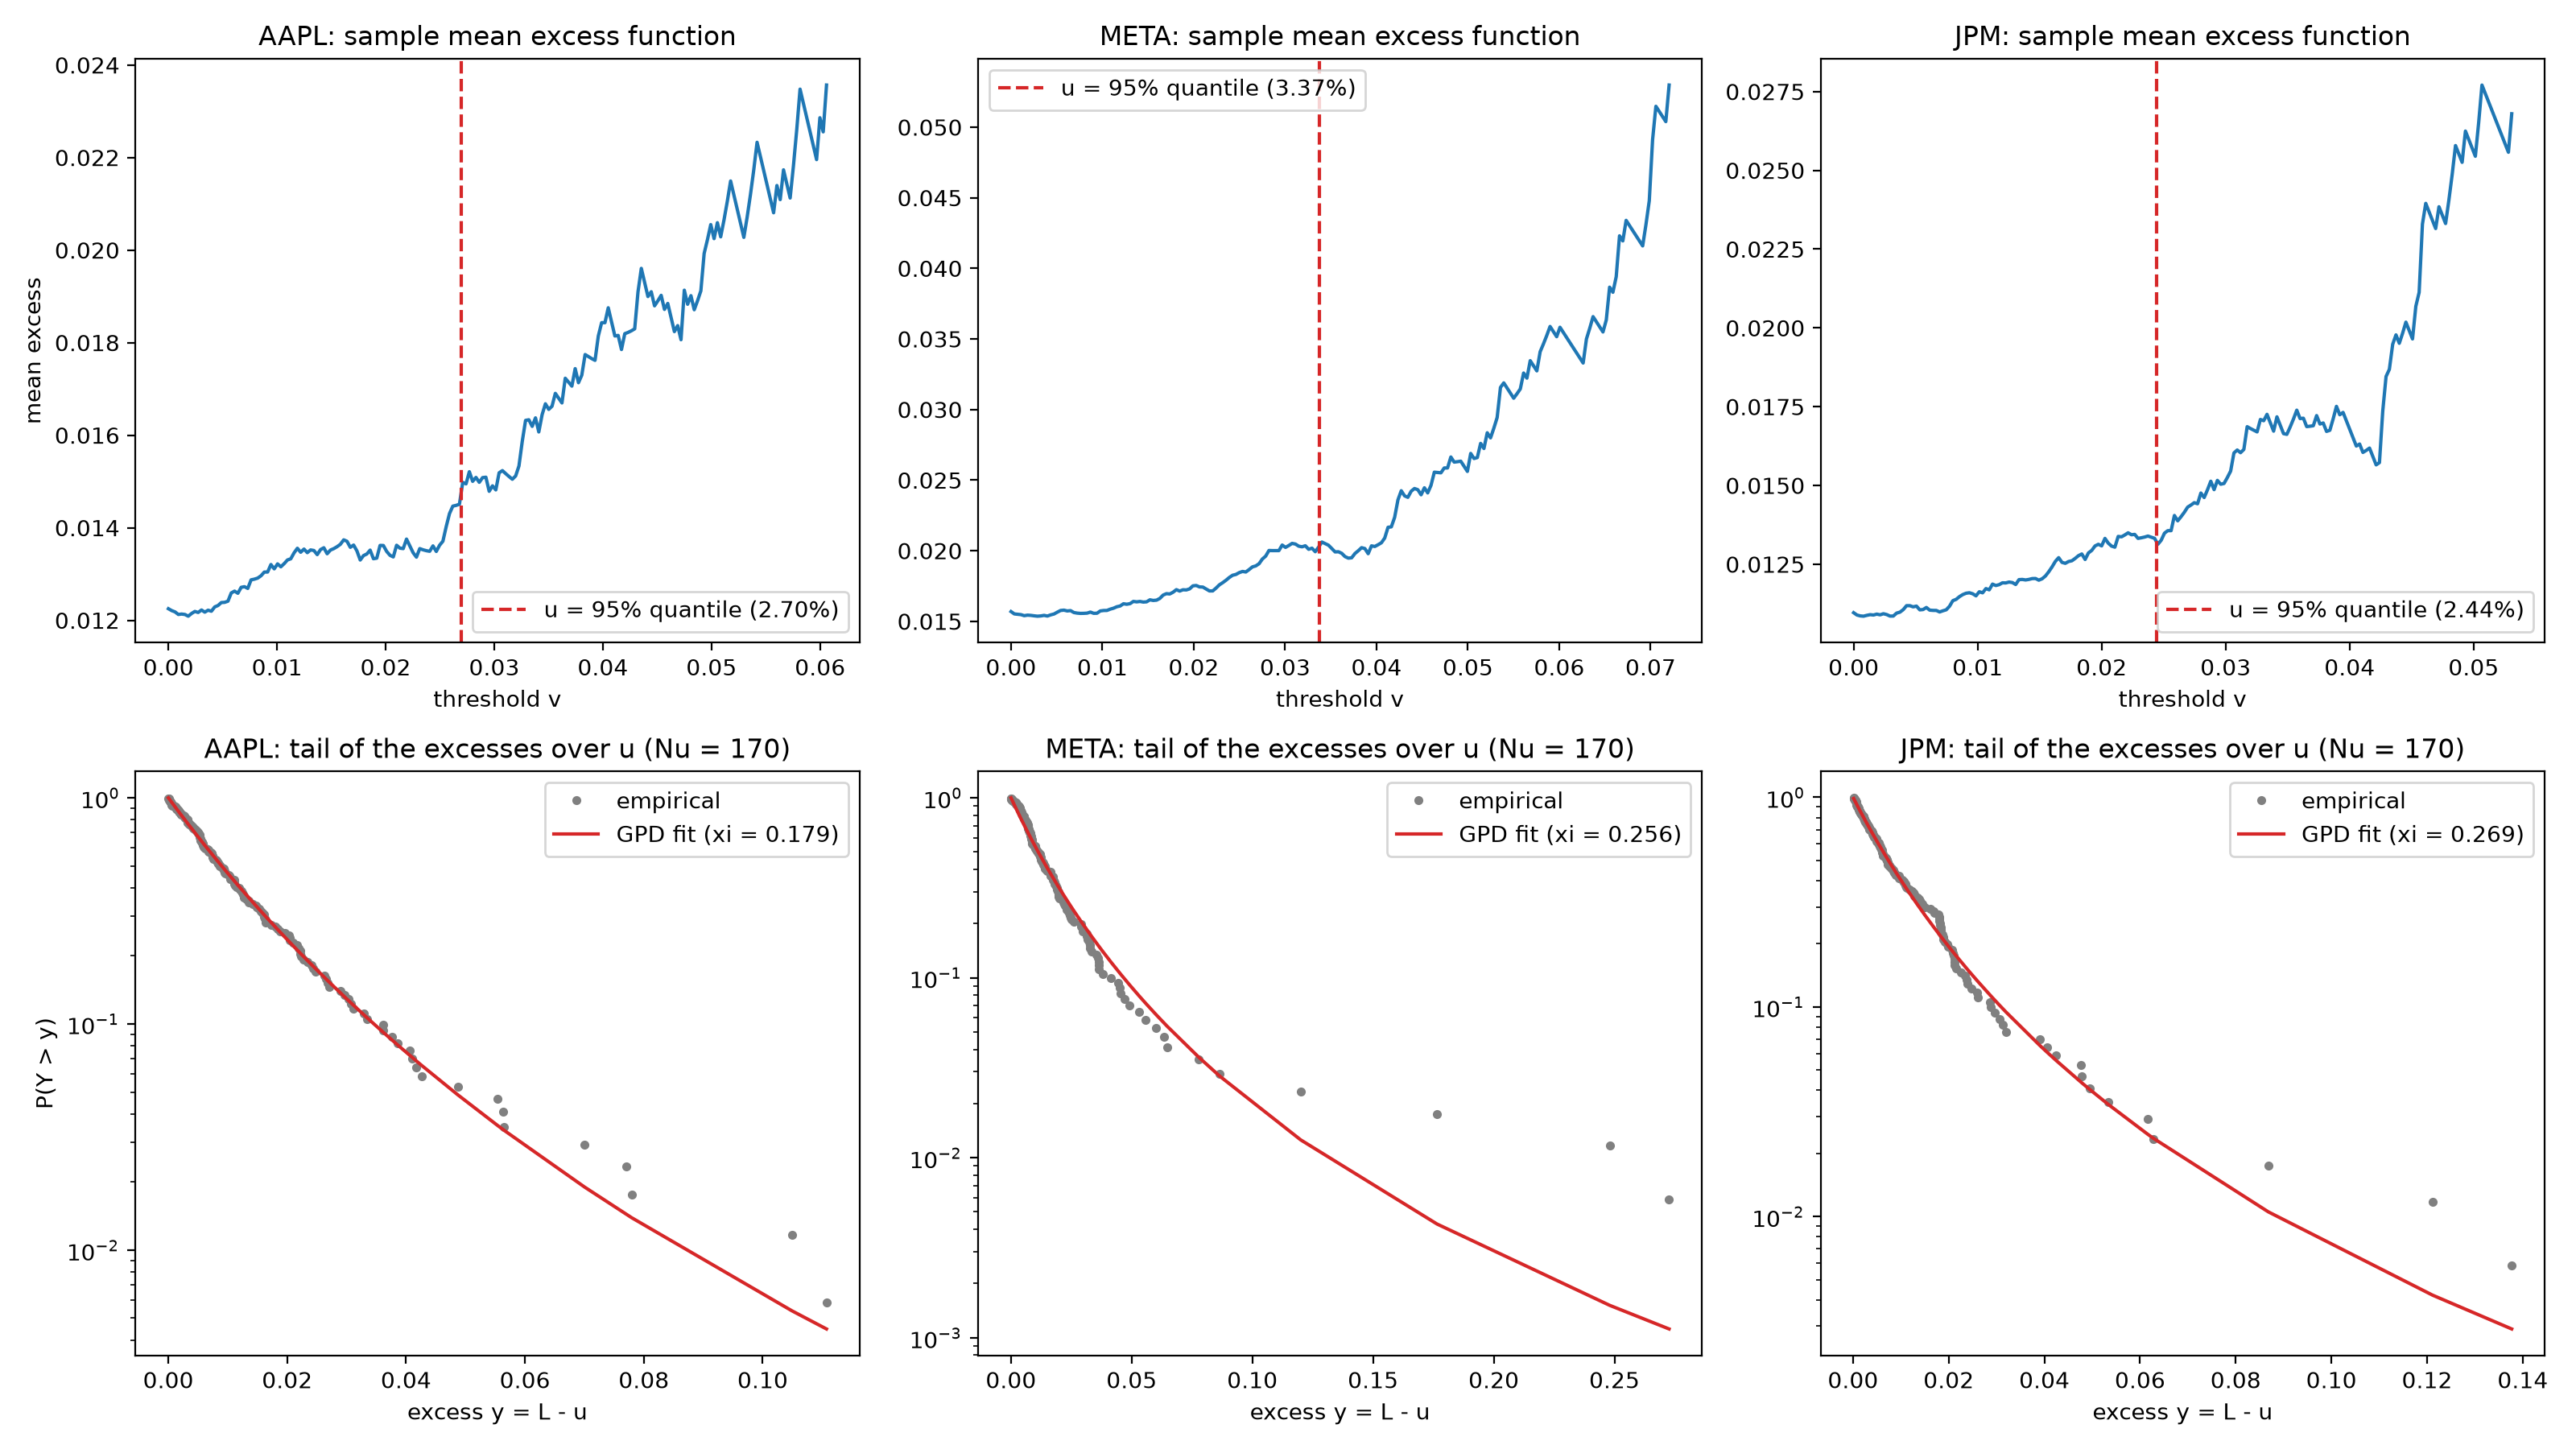 AAPL: sample mean excess function
mean excess
0.024
0.022
0.020
0.018
0.016
0.014
0.012
u = 95% quantile (2.70%)
0.00 0.01 0.02 0.03 0.04 0.05 0.06
threshold v
META: sample mean excess function
u = 95% quantile (3.37%)
0.050
0.045
0.040
0.035
0.030
0.025
0.020
0.015
0.00 0.01 0.02 0.03 0.04 0.05 0.06 0.07
threshold v
JPM: sample mean excess function
0.0275
0.0250
0.0225
0.0200
0.0175
0.0150
0.0125
u = 95% quantile (2.44%)
0.00 0.01 0.02 0.03 0.04 0.05
threshold v
AAPL: tail of the excesses over u (Nu = 170)
P(Y > y)
empirical
GPD fit (xi = 0.179)
10⁰
10⁻¹
10⁻²
0.00 0.02 0.04 0.06 0.08 0.10
excess y = L - u
META: tail of the excesses over u (Nu = 170)
empirical
GPD fit (xi = 0.256)
10⁰
10⁻¹
10⁻²
10⁻³
0.00 0.05 0.10 0.15 0.20 0.25
excess y = L - u
JPM: tail of the excesses over u (Nu = 170)
empirical
GPD fit (xi = 0.269)
10⁰
10⁻¹
10⁻²
0.00 0.02 0.04 0.06 0.08 0.10 0.12 0.14
excess y = L - u